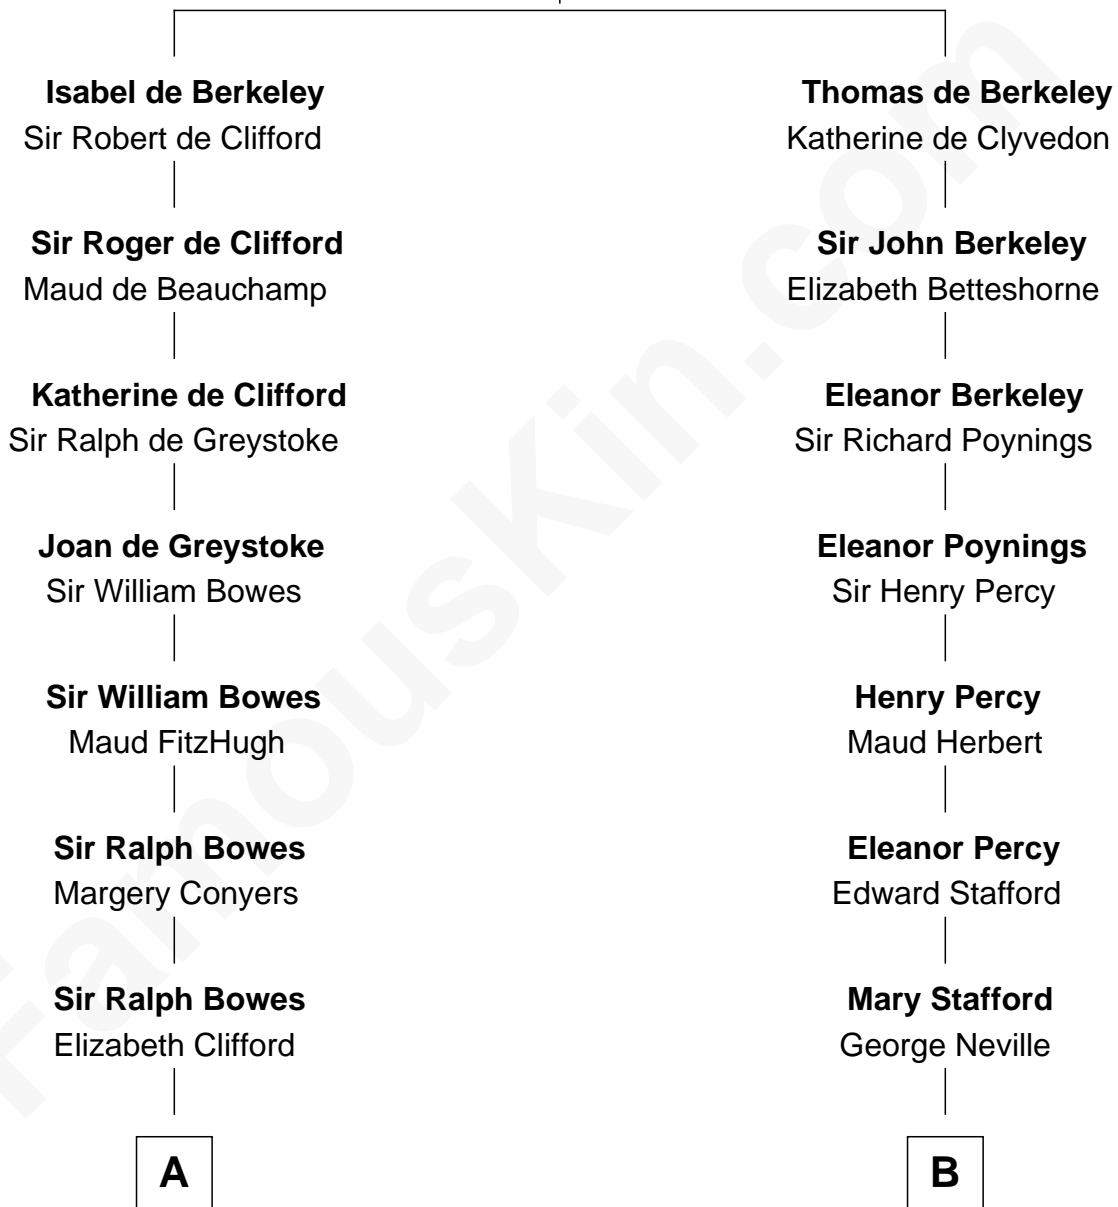 Isabel de Berkeley
Sir Robert de Clifford
Thomas de Berkeley
Katherine de Clyvedon
Sir Roger de Clifford
Maud de Beauchamp
Sir John Berkeley
Elizabeth Betteshorne
Katherine de Clifford
Sir Ralph de Greystoke
Eleanor Berkeley
Sir Richard Poynings
Joan de Greystoke
Sir William Bowes
Eleanor Poynings
Sir Henry Percy
Sir William Bowes
Maud FitzHugh
Henry Percy
Maud Herbert
Sir Ralph Bowes
Margery Conyers
Eleanor Percy
Edward Stafford
Sir Ralph Bowes
Elizabeth Clifford
Mary Stafford
George Neville
A
B
FamousKin.com